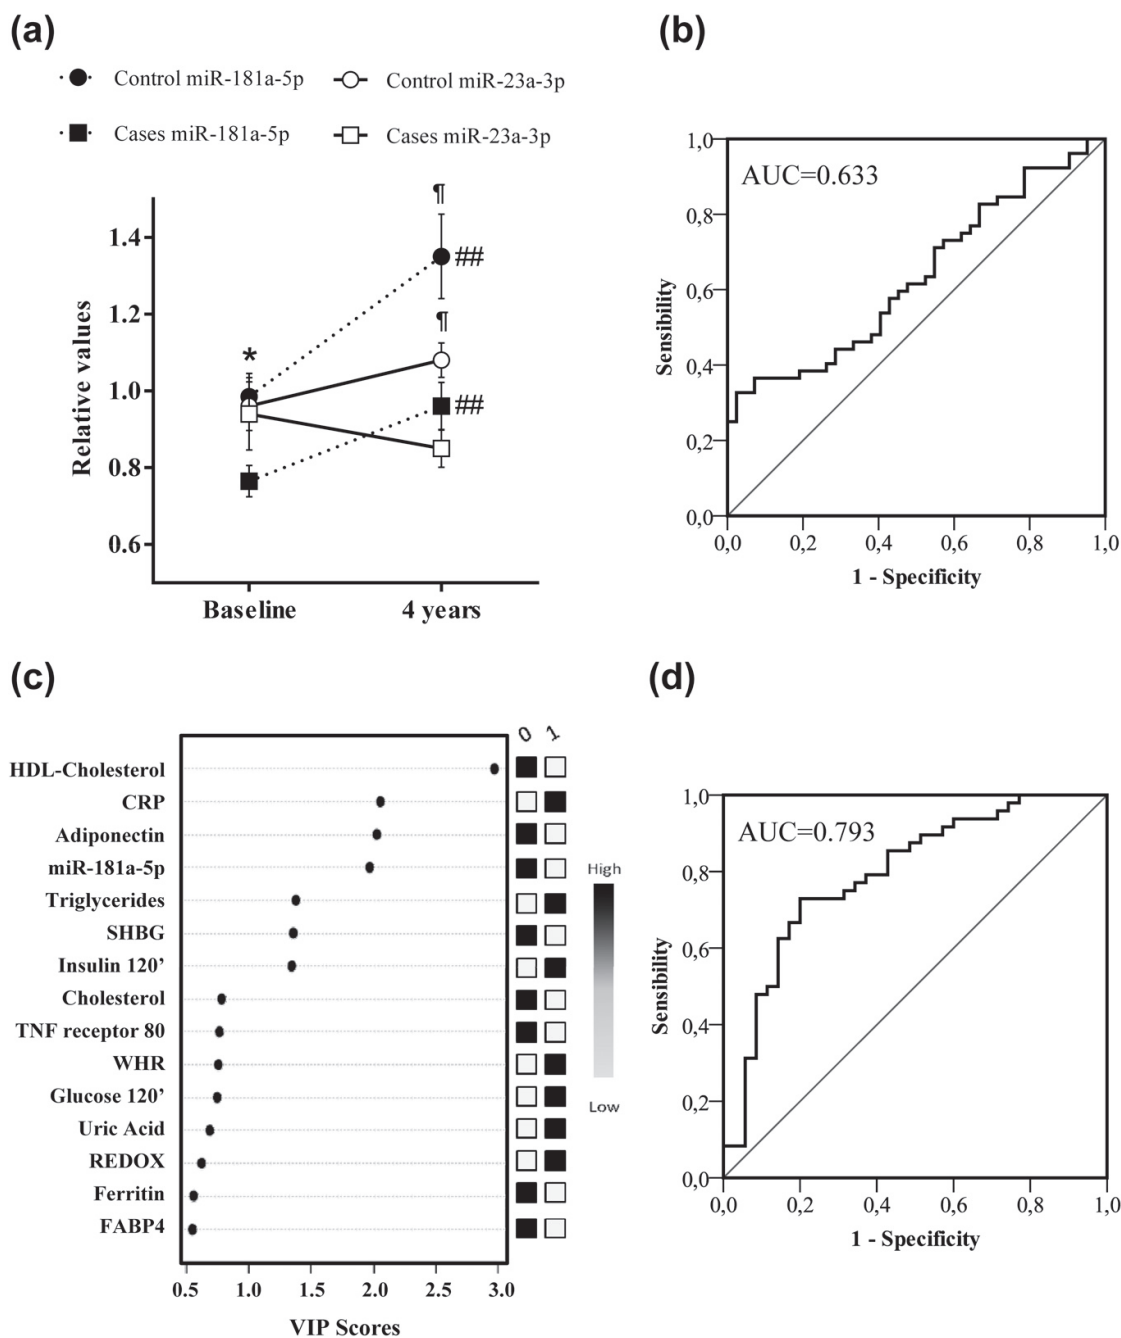 (a)
Control miR-181a-5p
Control miR-23a-3p
Cases miR-181a-5p
Cases miR-23a-3p
Relative values
1.4
1.2
1.0
0.8
0.6
*
¶
##
¶
##
Baseline
4 years
(b)
AUC=0.633
Sensibility
1,0
0,8
0,6
0,4
0,2
0,0
0,0
0,2
0,4
0,6
0,8
1,0
1 - Specificity
(c)
0 1
HDL-Cholesterol
CRP
Adiponectin
miR-181a-5p
Triglycerides
SHBG
Insulin 120’
Cholesterol
TNF receptor 80
WHR
Glucose 120’
Uric Acid
REDOX
Ferritin
FABP4
High
Low
0.5
1.0
1.5
2.0
2.5
3.0
VIP Scores
(d)
AUC=0.793
Sensibility
1,0
0,8
0,6
0,4
0,2
0,0
0,0
0,2
0,4
0,6
0,8
1,0
1 - Specificity